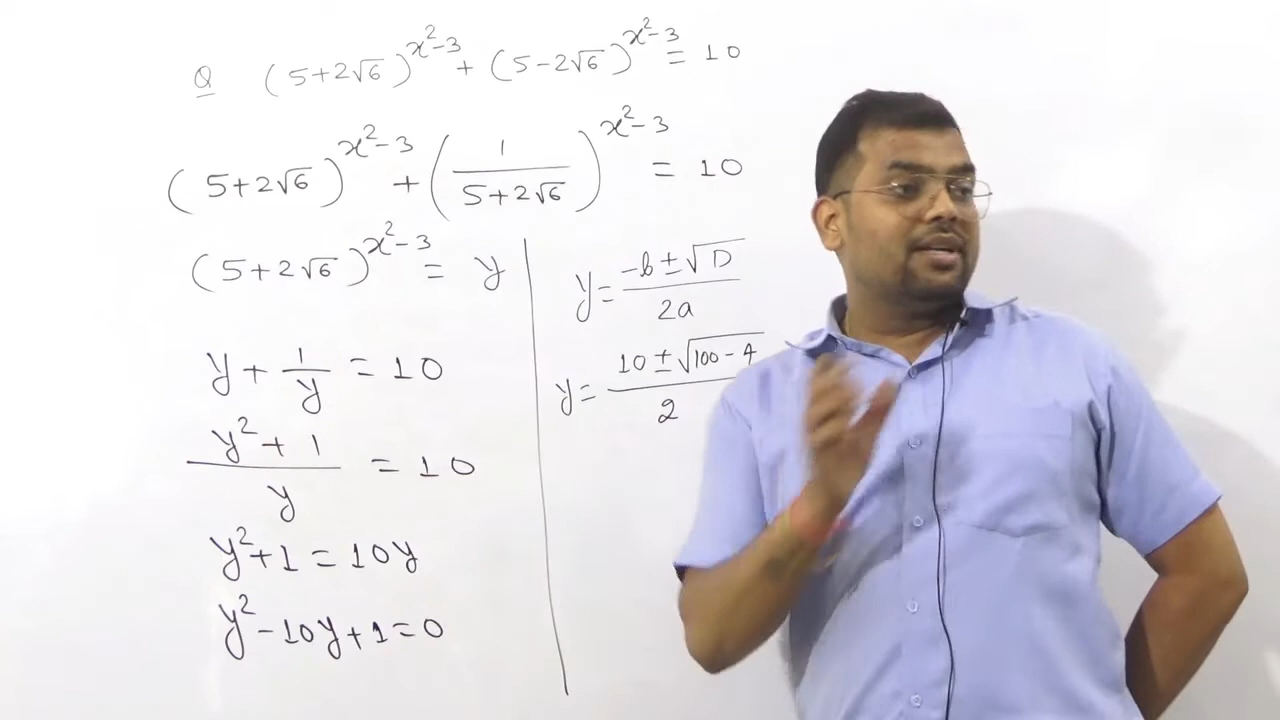 Q (5+2√6)^{x²-3} + (5-2√6)^{x²-3} = 10
(5+2√6)^{x²-3} + (1/(5+2√6))^{x²-3} = 10
(5+2√6)^{x²-3} = y
y + 1/y = 10
(y²+1)/y = 10
y²+1=10y
y²-10y+1=0
y= (-b±√D)/2a
y= (10±√100-4)/2